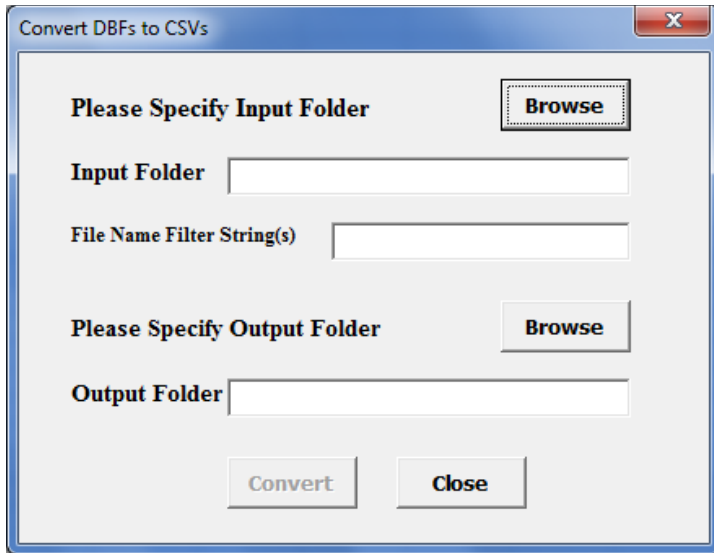 Convert DBFs to CSVs
Please Specify Input Folder
Browse
Input Folder
File Name Filter String(s)
Please Specify Output Folder
Browse
Output Folder
Convert
Close